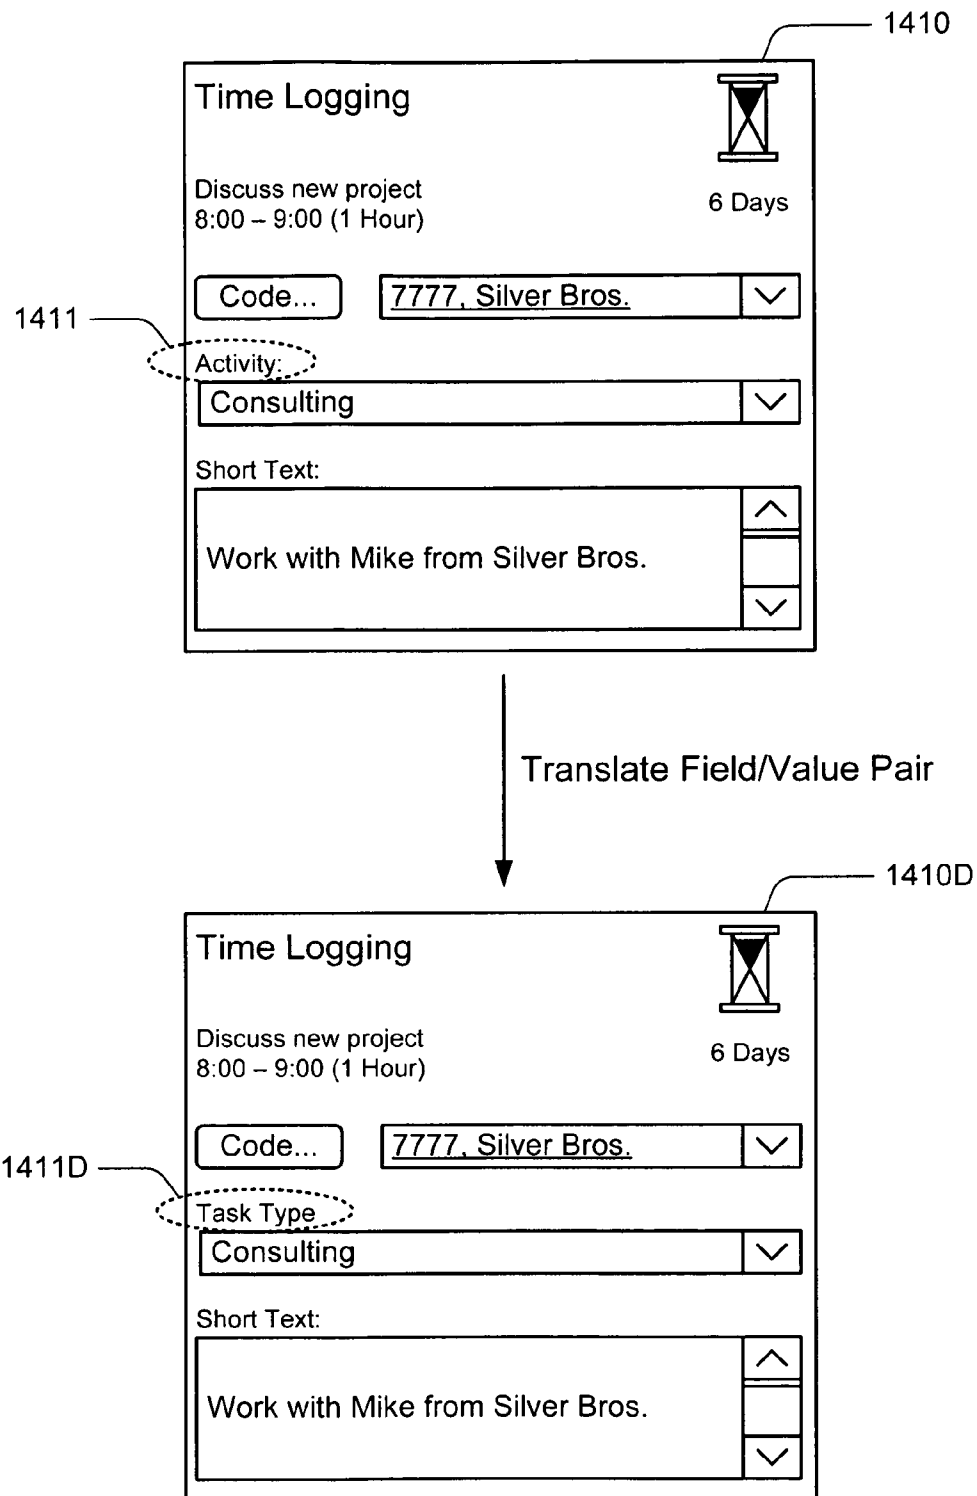 1410
Time Logging
Discuss new project
8:00 – 9:00 (1 Hour)
6 Days
Code...
7777, Silver Bros.
1411
Activity:
Consulting
Short Text:
Work with Mike from Silver Bros.
Translate Field/Value Pair
1410D
Time Logging
Discuss new project
8:00 – 9:00 (1 Hour)
6 Days
Code...
7777, Silver Bros.
1411D
Task Type
Consulting
Short Text:
Work with Mike from Silver Bros.